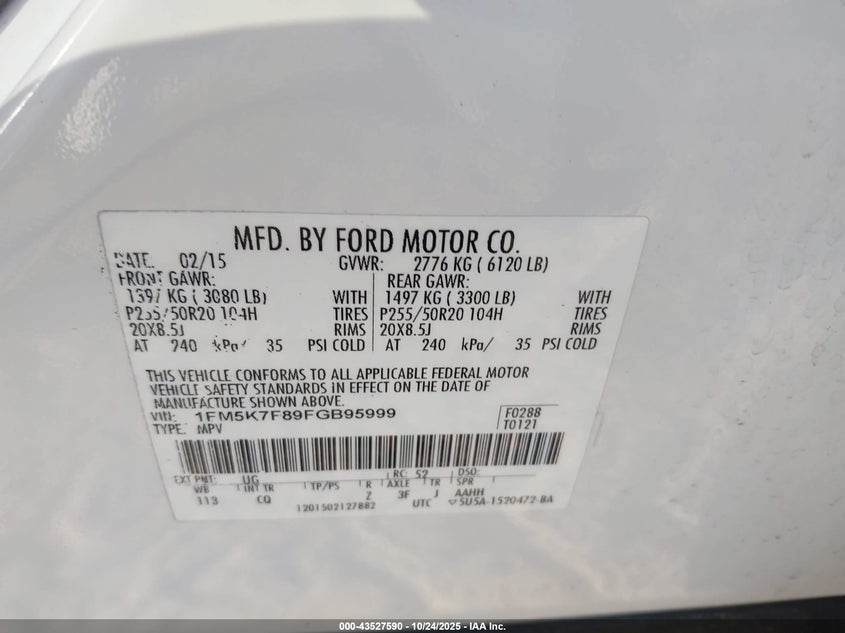 MFD. BY FORD MOTOR CO.
DATE. 02/15 GVWR: 2776 KG ( 6120 LB)
FRONT GAWR: REAR GAWR:
1397 KG ( 3080 LB) WITH 1497 KG ( 3300 LB) WITH
P255/50R20 104H TIRES P255/50R20 104H TIRES
20X8.5J RIMS 20X8.5J RIMS
AT 240 kPa/ 35 PSI COLD AT 240 kPa/ 35 PSI COLD
THIS VEHICLE CONFORMS TO ALL APPLICABLE FEDERAL MOTOR
VEHICLE SAFETY STANDARDS IN EFFECT ON THE DATE OF
MANUFACTURE SHOWN ABOVE.
VIN: 1FM5K7F89FGB95999 F0288
TYPE: MPV T0121
EXT PNT: UG RC: 52 DSO:
WB INT TR TP/PS R AXLE TR SPR
113 CQ Z 3F J AAHH
1201502127882 UTC ▽5U5A-1520472-BA
000-43527590 - 10/24/2025 - IAA Inc.